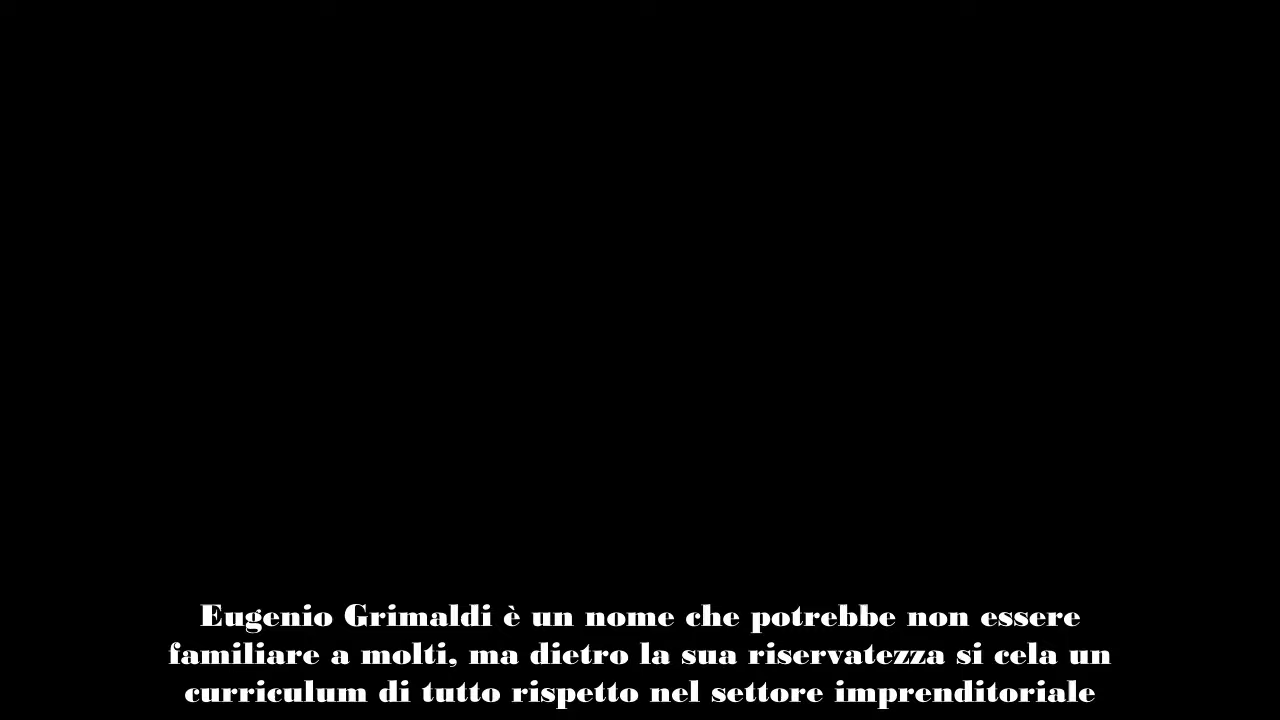 Eugenio Grimaldi è un nome che potrebbe non essere
familiare a molti, ma dietro la sua riservatezza si cela un
curriculum di tutto rispetto nel settore imprenditoriale